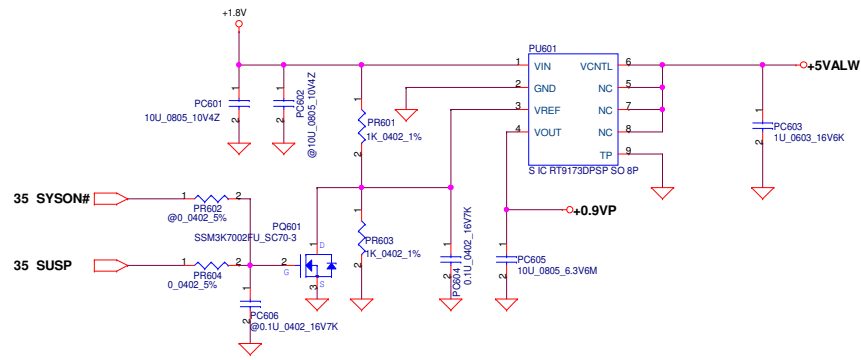 +1.8V
PU601
1 VIN VCNTL 6
+5VALW
2 GND NC 5
3 VREF NC 7
4 VOUT NC 8
TP 9
S IC RT9173DPSP SO 8P
1
PC601
2
10U_0805_10V4Z
1
PC602
2
@10U_0805_10V4Z
1
PR601
1K_0402_1%
2
1
PC603
1U_0603_16V6K
2
35 SYSON#
1 2
PR602
@0_0402_5%
+0.9VP
PQ601
SSM3K7002FU_SC70-3
1
D
2
G
S
3
1
PR603
1K_0402_1%
2
1
PC604
2
0.1U_0402_16V7K
1
PC605
10U_0805_6.3V6M
2
35 SUSP
1 2
PR604
0_0402_5%
1
PC606
@0.1U_0402_16V7K
2